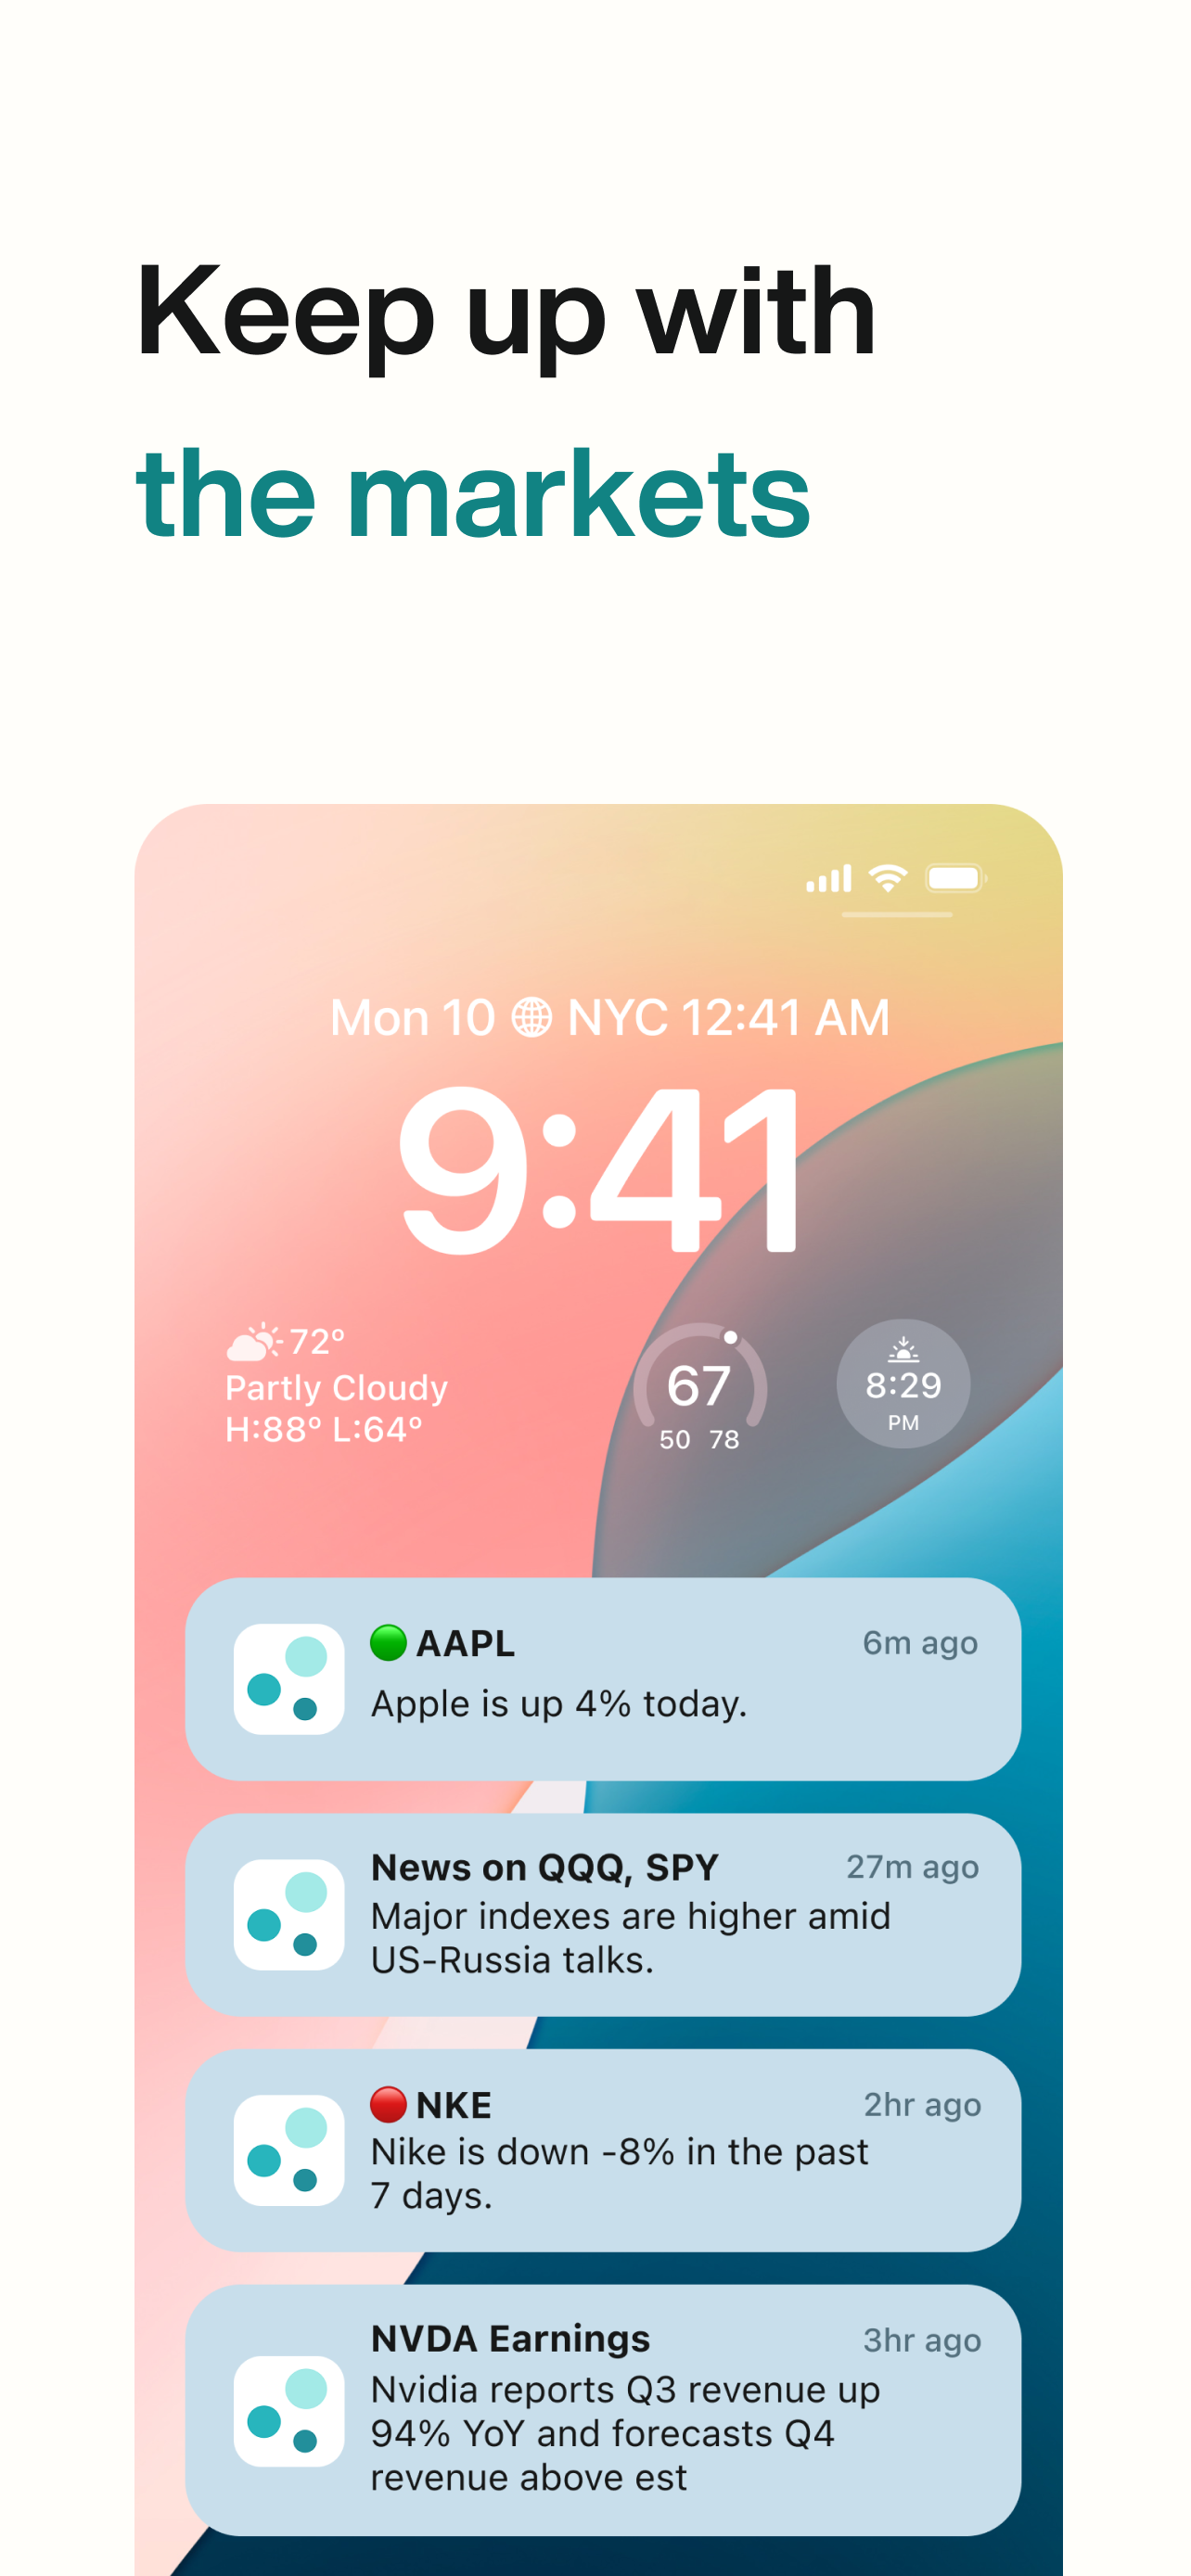 Keep up with
the markets
Mon 10 NYC 12:41 AM
9:41
72º
Partly Cloudy
H:88º L:64º
67
50 78
8:29
PM
AAPL 6m ago
Apple is up 4% today.
News on QQQ, SPY 27m ago
Major indexes are higher amid
US-Russia talks.
NKE 2hr ago
Nike is down -8% in the past
7 days.
NVDA Earnings 3hr ago
Nvidia reports Q3 revenue up
94% YoY and forecasts Q4
revenue above est